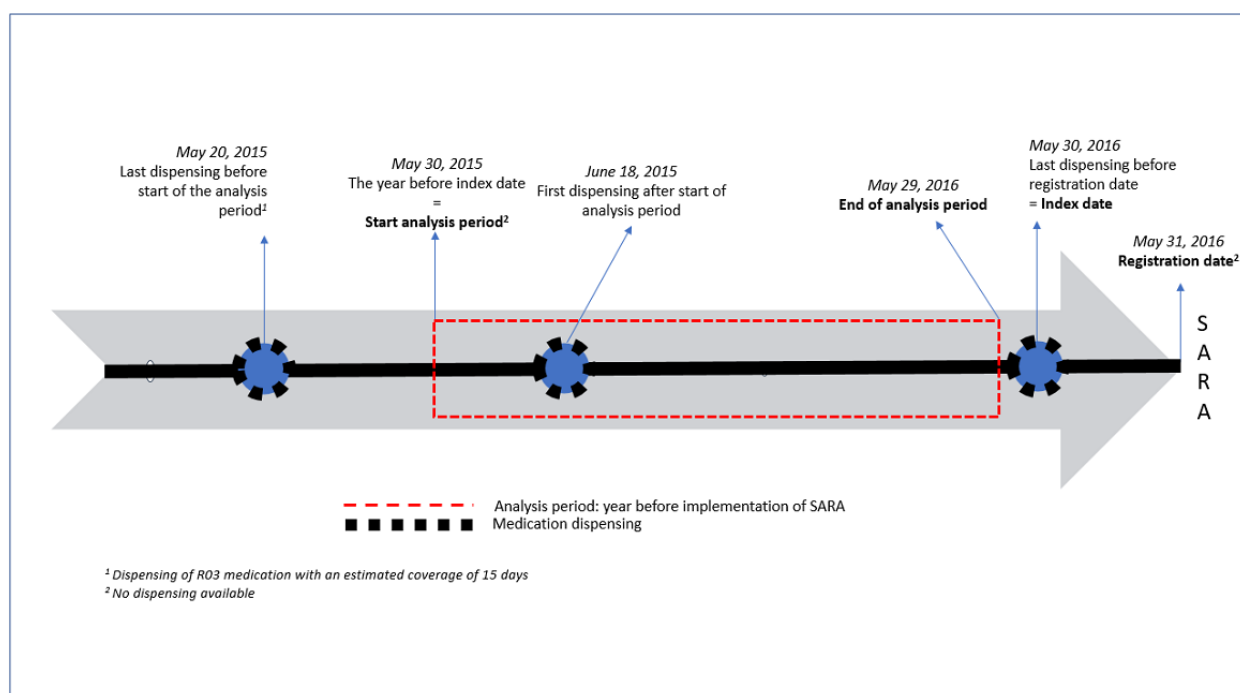 May 20, 2015
Last dispensing before
start of the analysis
period¹
May 30, 2015
The year before index date
=
Start analysis period²
June 18, 2015
First dispensing after start of
analysis period
May 29, 2016
End of analysis period
May 30, 2016
Last dispensing before
registration date
= Index date
May 31, 2016
Registration date²
S
A
R
A
Analysis period: year before implementation of SARA
Medication dispensing
¹ Dispensing of R03 medication with an estimated coverage of 15 days
² No dispensing available